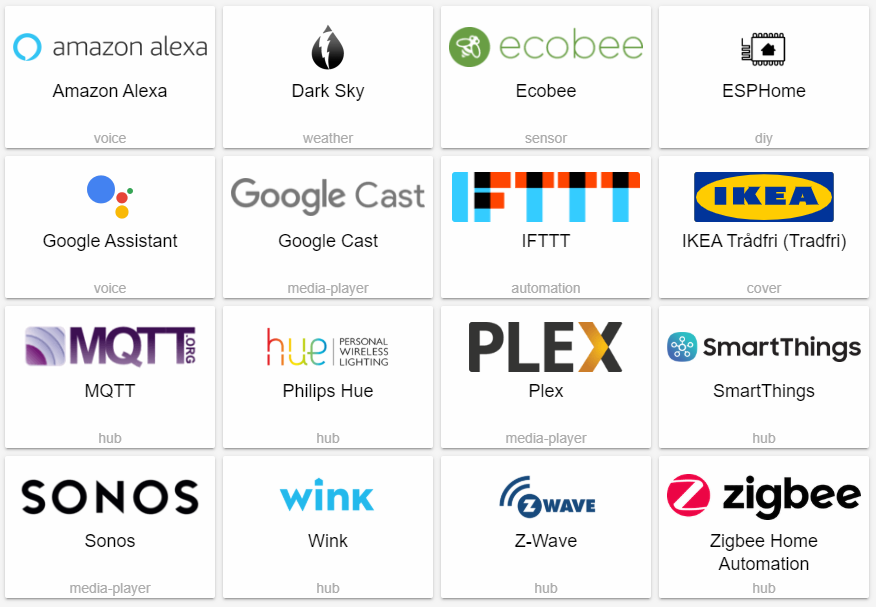 amazon alexa
Amazon Alexa
voice
Dark Sky
weather
ecobee
Ecobee
sensor
ESPHome
diy
Google Assistant
voice
Google Cast
Google Cast
media-player
IFTTT
IFTTT
automation
IKEA
IKEA Trådfri (Tradfri)
cover
MQTT.ORG
MQTT
hub
hue PERSONAL
WIRELESS
LIGHTING
Philips Hue
hub
PLEX
Plex
media-player
SmartThings
SmartThings
hub
SONOS
Sonos
media-player
wink
Wink
hub
Z WAVE
Z-Wave
hub
zigbee
Zigbee Home
Automation
hub